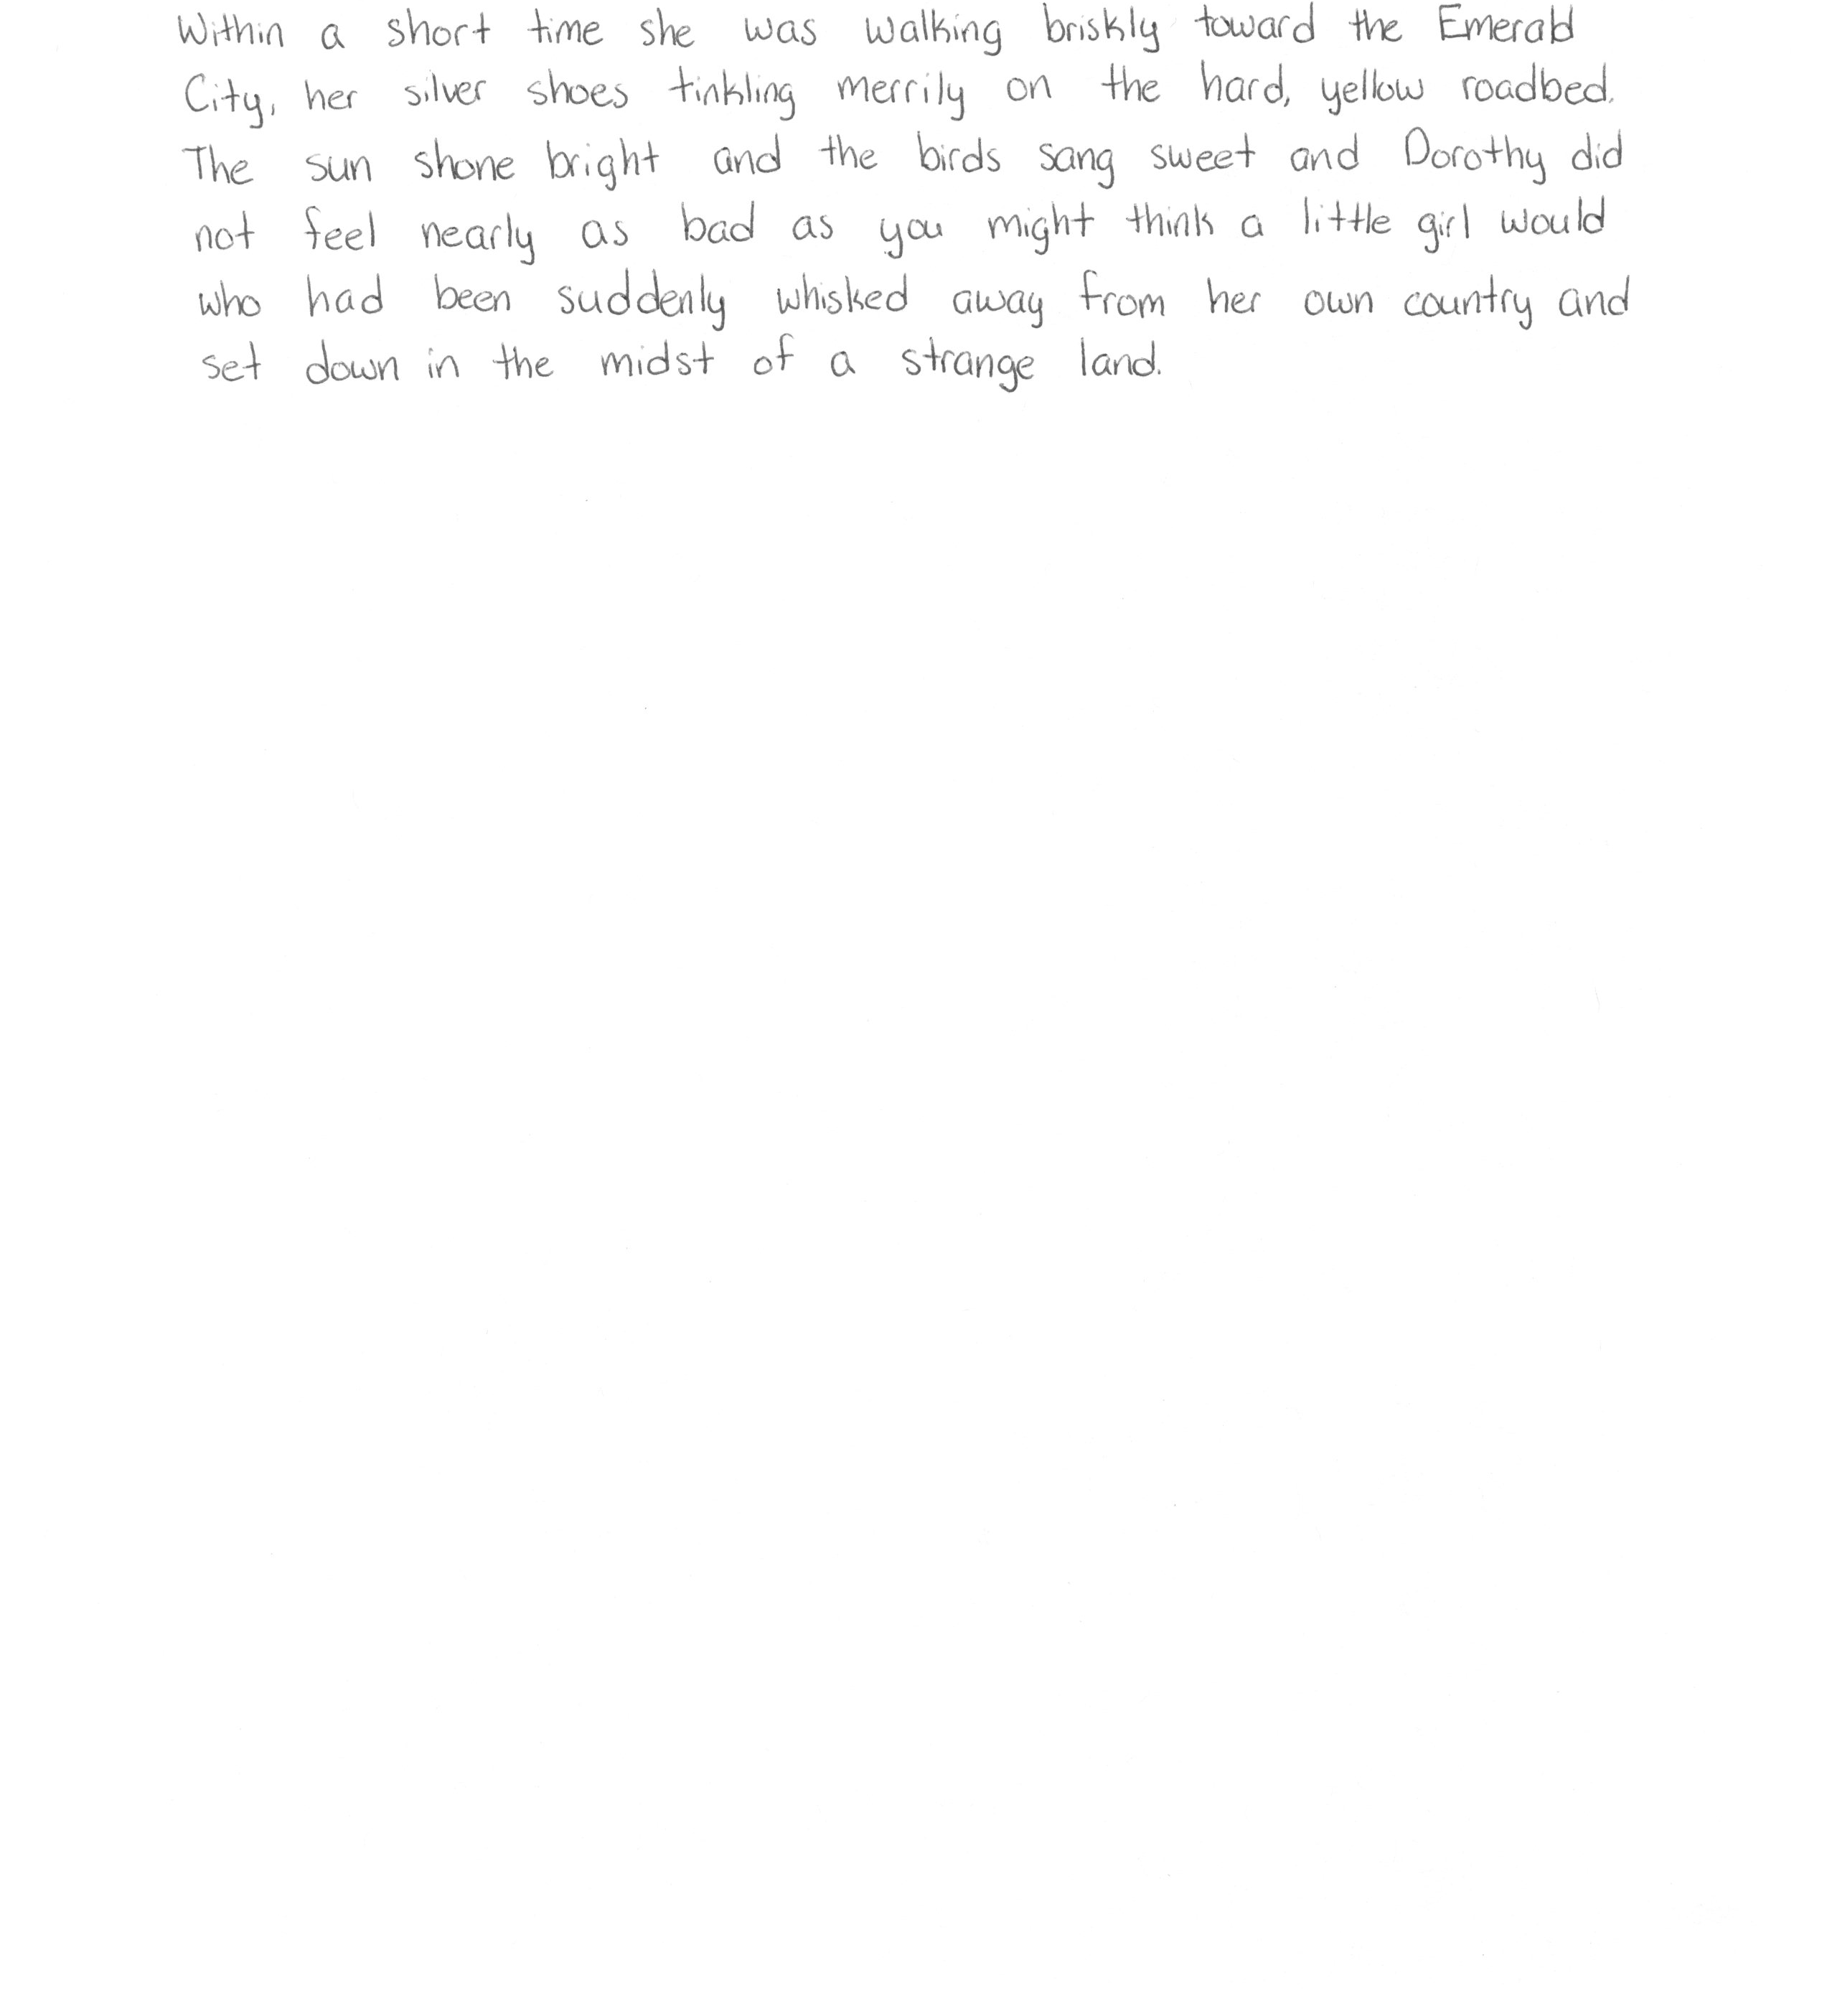 Within a short time she was walking briskly toward the Emerald
City, her silver shoes tinkling merrily on the hard, yellow roadbed.
The sun shone bright and the birds sang sweet and Dorothy did
not feel nearly as bad as you might think a little girl would
who had been suddenly whisked away from her own country and
set down in the midst of a strange land.